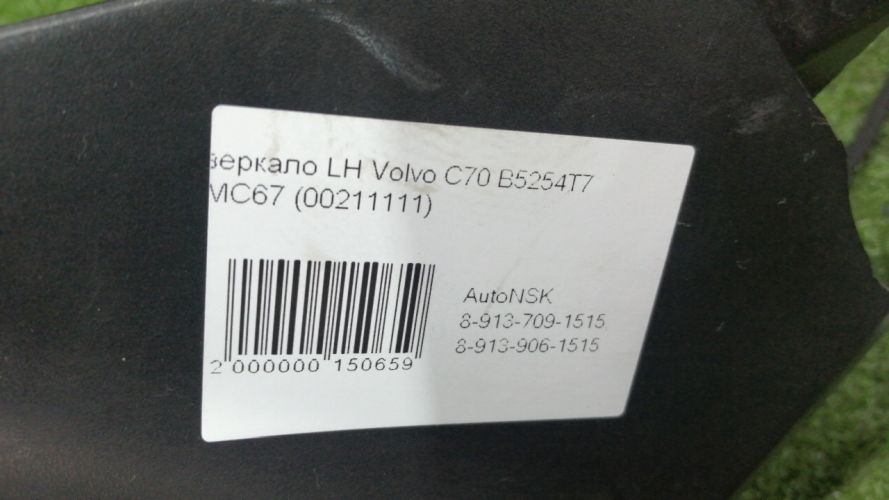 зеркало LH Volvo C70 B5254T7
MC67 (00211111)
AutoNSK
8-913-709-1515
8-913-906-1515
2 000000 150659